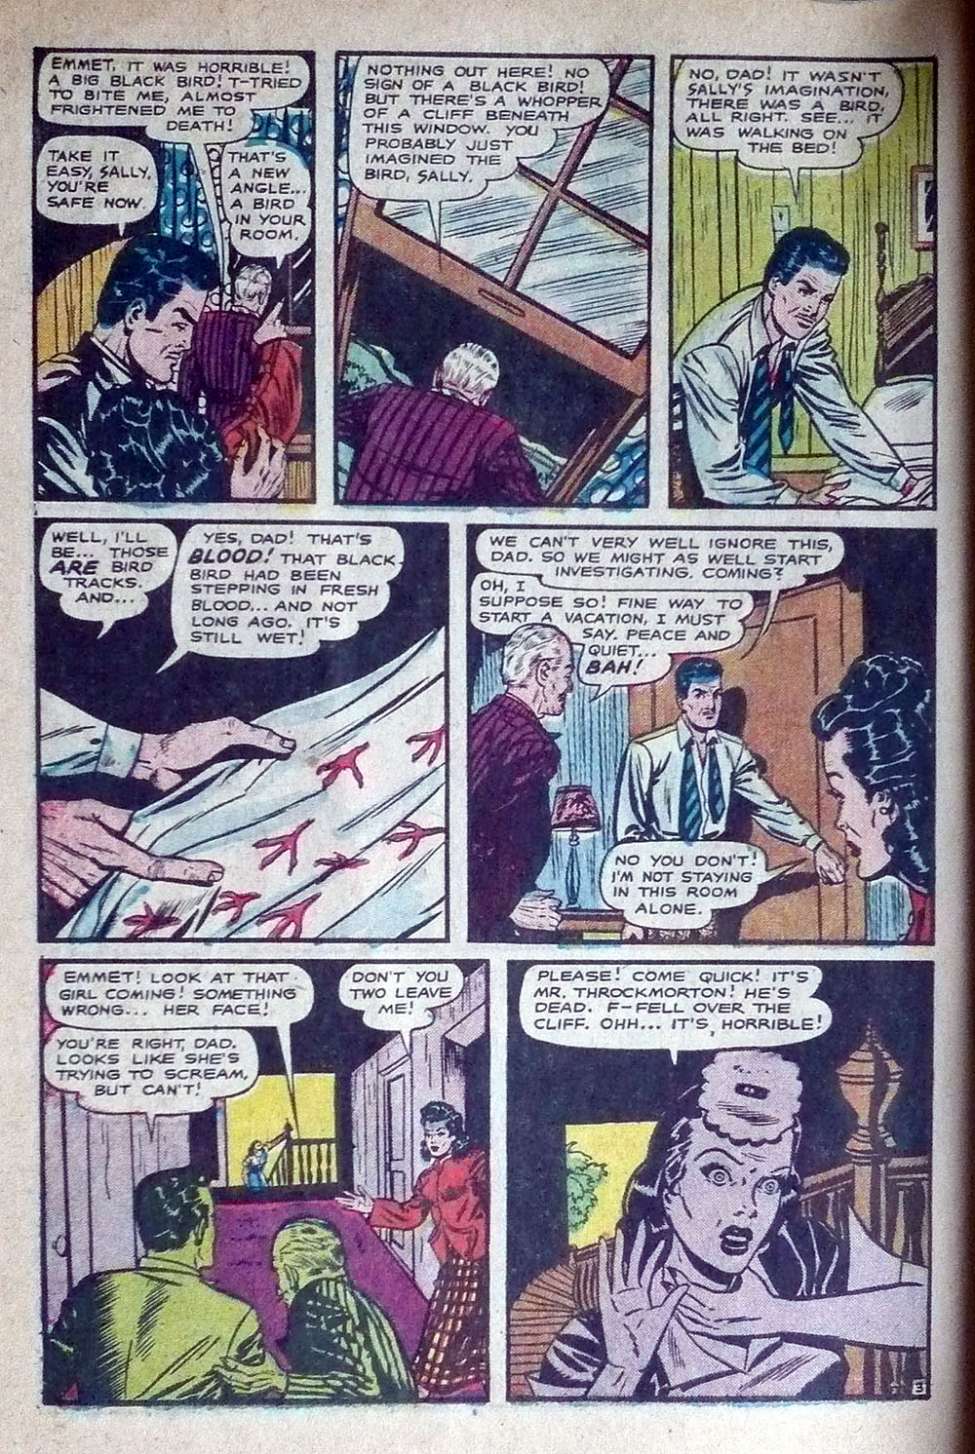 EMMET, IT WAS HORRIBLE!
A BIG BLACK BIRD! T-TRIED
TO BITE ME, ALMOST
FRIGHTENED ME TO
DEATH!
TAKE IT
EASY, SALLY,
YOU'RE
SAFE NOW.
THAT'S
A NEW
ANGLE...
A BIRD
IN YOUR
ROOM.
NOTHING OUT HERE! NO
SIGN OF A BLACK BIRD!
BUT THERE'S A WHOPPER
OF A CLIFF BENEATH
THIS WINDOW. YOU
PROBABLY JUST
IMAGINED THE
BIRD, SALLY.
NO, DAD! IT WASN'T
SALLY'S IMAGINATION,
THERE WAS A BIRD,
ALL RIGHT. SEE... IT
WAS WALKING ON
THE BED!
WELL, I'LL
BE... THOSE
ARE BIRD
TRACKS.
AND...
YES, DAD! THAT'S
BLOOD! THAT BLACK
BIRD HAD BEEN
STEPPING IN FRESH
BLOOD... AND NOT
LONG AGO. IT'S
STILL WET!
WE CAN'T VERY WELL IGNORE THIS,
DAD. SO WE MIGHT AS WELL START
INVESTIGATING. COMING?
OH, I
SUPPOSE SO! FINE WAY TO
START A VACATION, I MUST
SAY. PEACE AND
QUIET...
BAH!
NO YOU DON'T!
I'M NOT STAYING
IN THIS ROOM
ALONE.
EMMET! LOOK AT THAT
GIRL COMING! SOMETHING
WRONG... HER FACE!
DON'T YOU
TWO LEAVE
ME!
YOU'RE RIGHT, DAD.
LOOKS LIKE SHE'S
TRYING TO SCREAM,
BUT CAN'T!
PLEASE! COME QUICK! IT'S
MR. THROCKMORTON! HE'S
DEAD. F-FELL OVER THE
CLIFF. OHH... IT'S HORRIBLE!
3